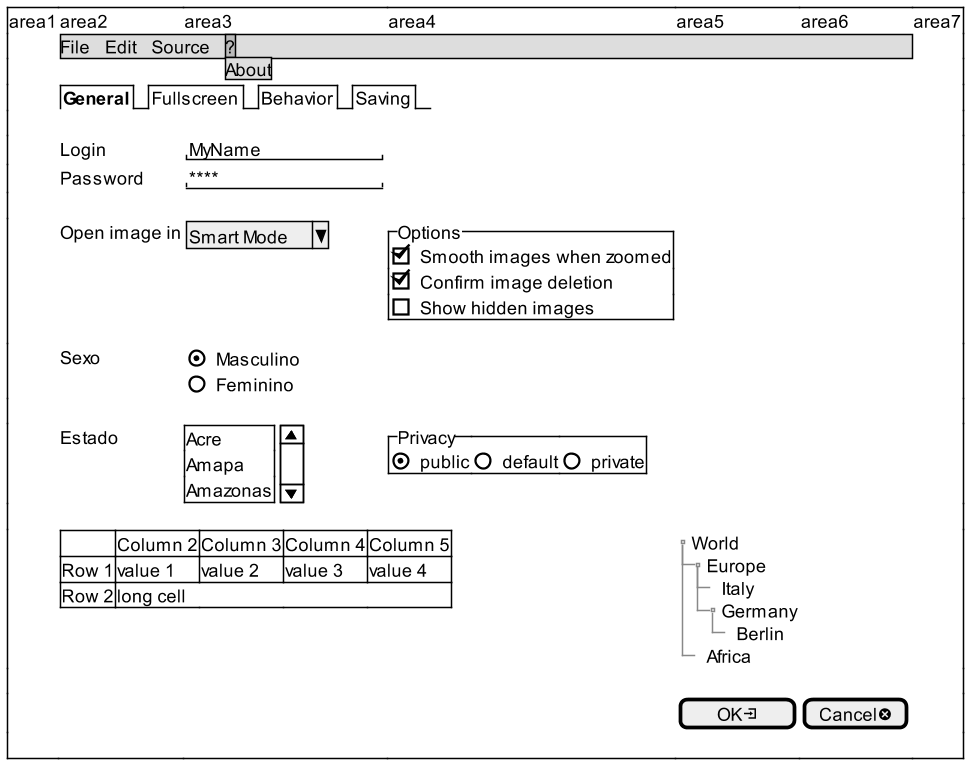 area1 area2 area3 area4 area5 area6 area7
File Edit Source ?
About
General Fullscreen Behavior Saving
Login MyName
Password ****
Open image in Smart Mode Options
Smooth images when zoomed
Confirm image deletion
Show hidden images
Sexo Masculino
Feminino
Estado Acre Privacy
Amapa public default private
Amazonas
Column 2 Column 3 Column 4 Column 5
Row 1 value 1 value 2 value 3 value 4
Row 2 long cell
World
Europe
Italy
Germany
Berlin
Africa
OK Cancel